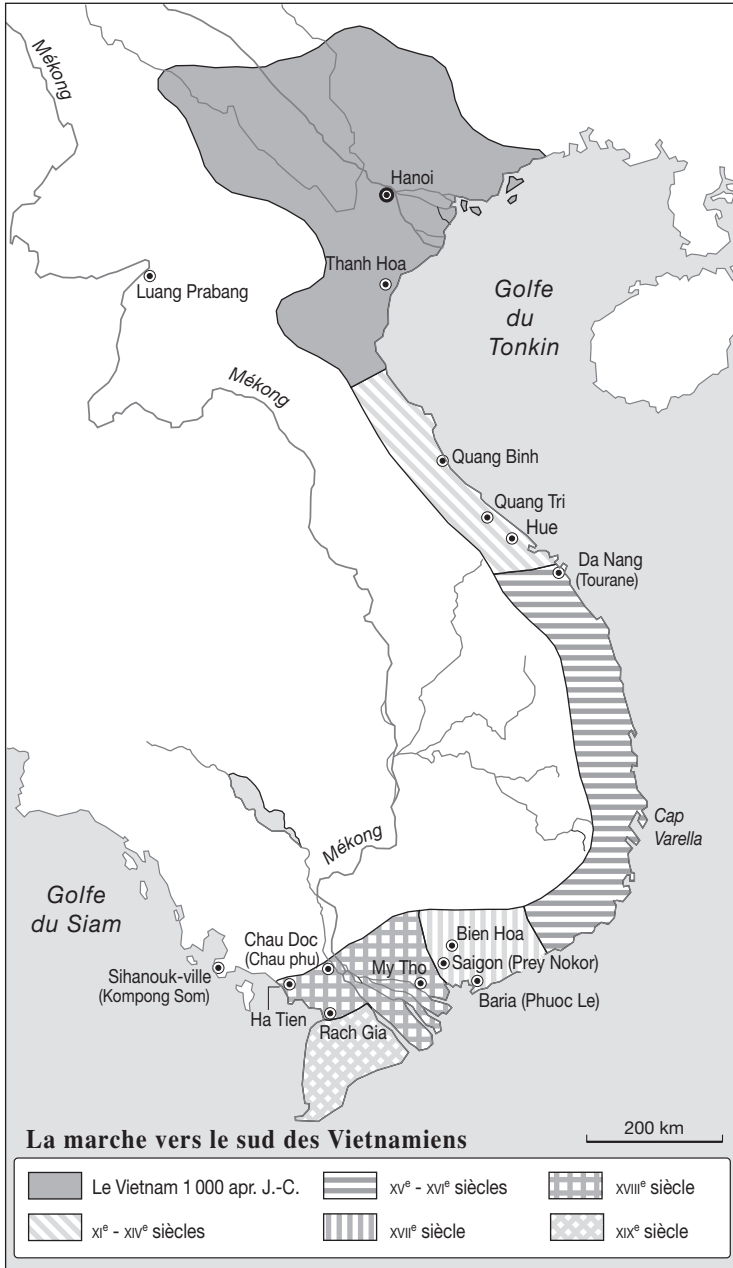 Mékong
Hanoi
Thanh Hoa
Luang Prabang
Golfe
du
Tonkin
Mékong
Quang Binh
Quang Tri
Hue
Da Nang
(Tourane)
Cap
Varella
Mékong
Golfe
du Siam
Bien Hoa
Chau Doc
(Chau phu)
My Tho
Saigon (Prey Nokor)
Sihanouk-ville
(Kompong Som)
Baria (Phuoc Le)
Ha Tien
Rach Gia
200 km
La marche vers le sud des Vietnamiens
Le Vietnam 1 000 apr. J.-C.
XVe - XVIe siècles
XVIIIe siècle
XIe - XIVe siècles
XVIIe siècle
XIXe siècle